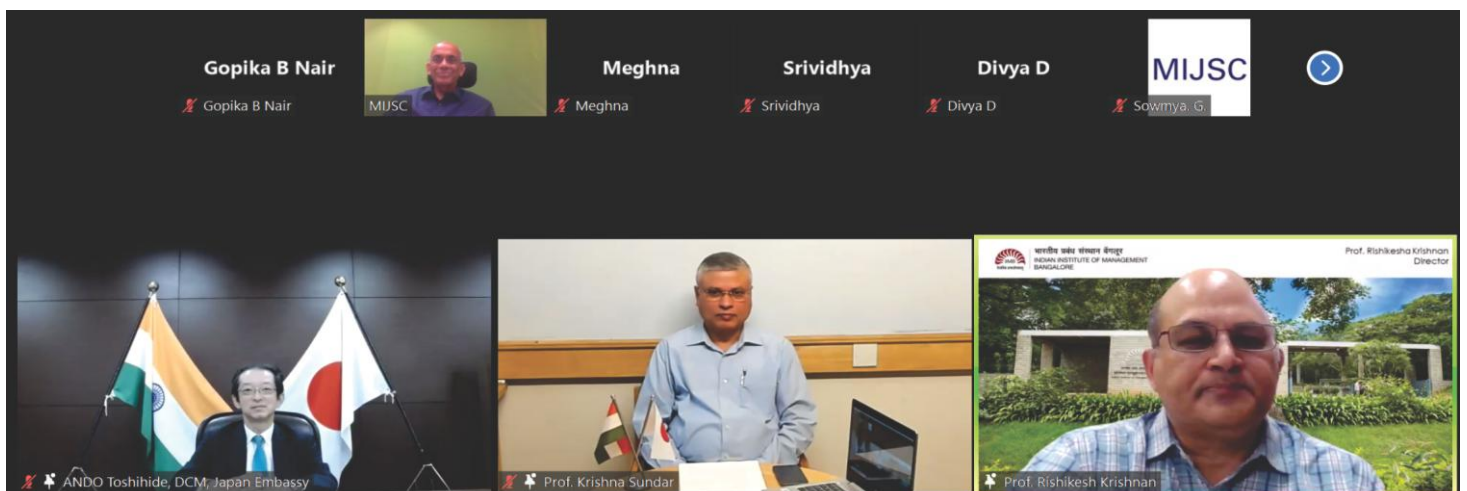 Gopika B Nair
Meghna
Srividhya
Divya D
MIJSC
Gopika B Nair
MIJSC
Meghna
Srividhya
Divya D
Sowmya. G.
भारतीय प्रबंध संस्थान बेंगलूर
INDIAN INSTITUTE OF MANAGEMENT
BANGALORE
Prof. Rishikesha Krishnan
Director
ANDO Toshihide, DCM, Japan Embassy
Prof. Krishna Sundar
Prof. Rishikesh Krishnan